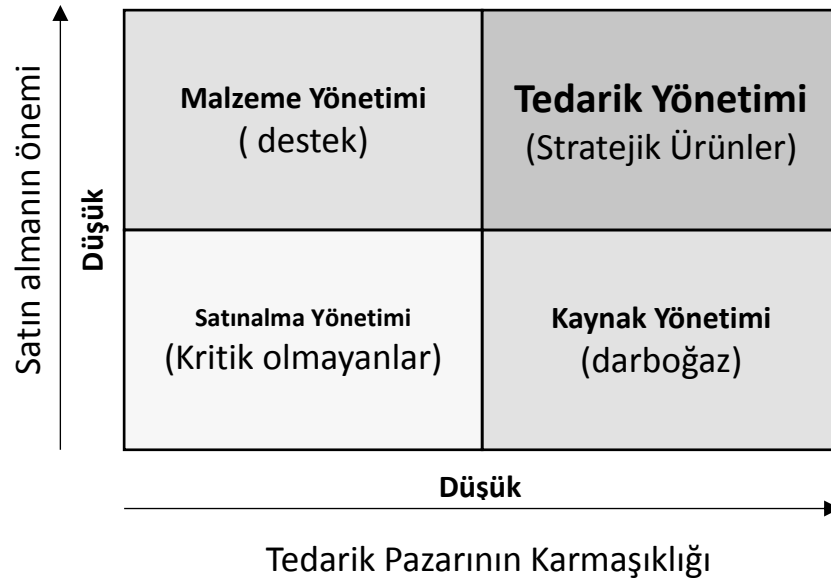 Satın almanın önemi
Düşük
Malzeme Yönetimi
( destek)
Tedarik Yönetimi
(Stratejik Ürünler)
Satınalma Yönetimi
(Kritik olmayanlar)
Kaynak Yönetimi
(darboğaz)
Düşük
Tedarik Pazarının Karmaşıklığı